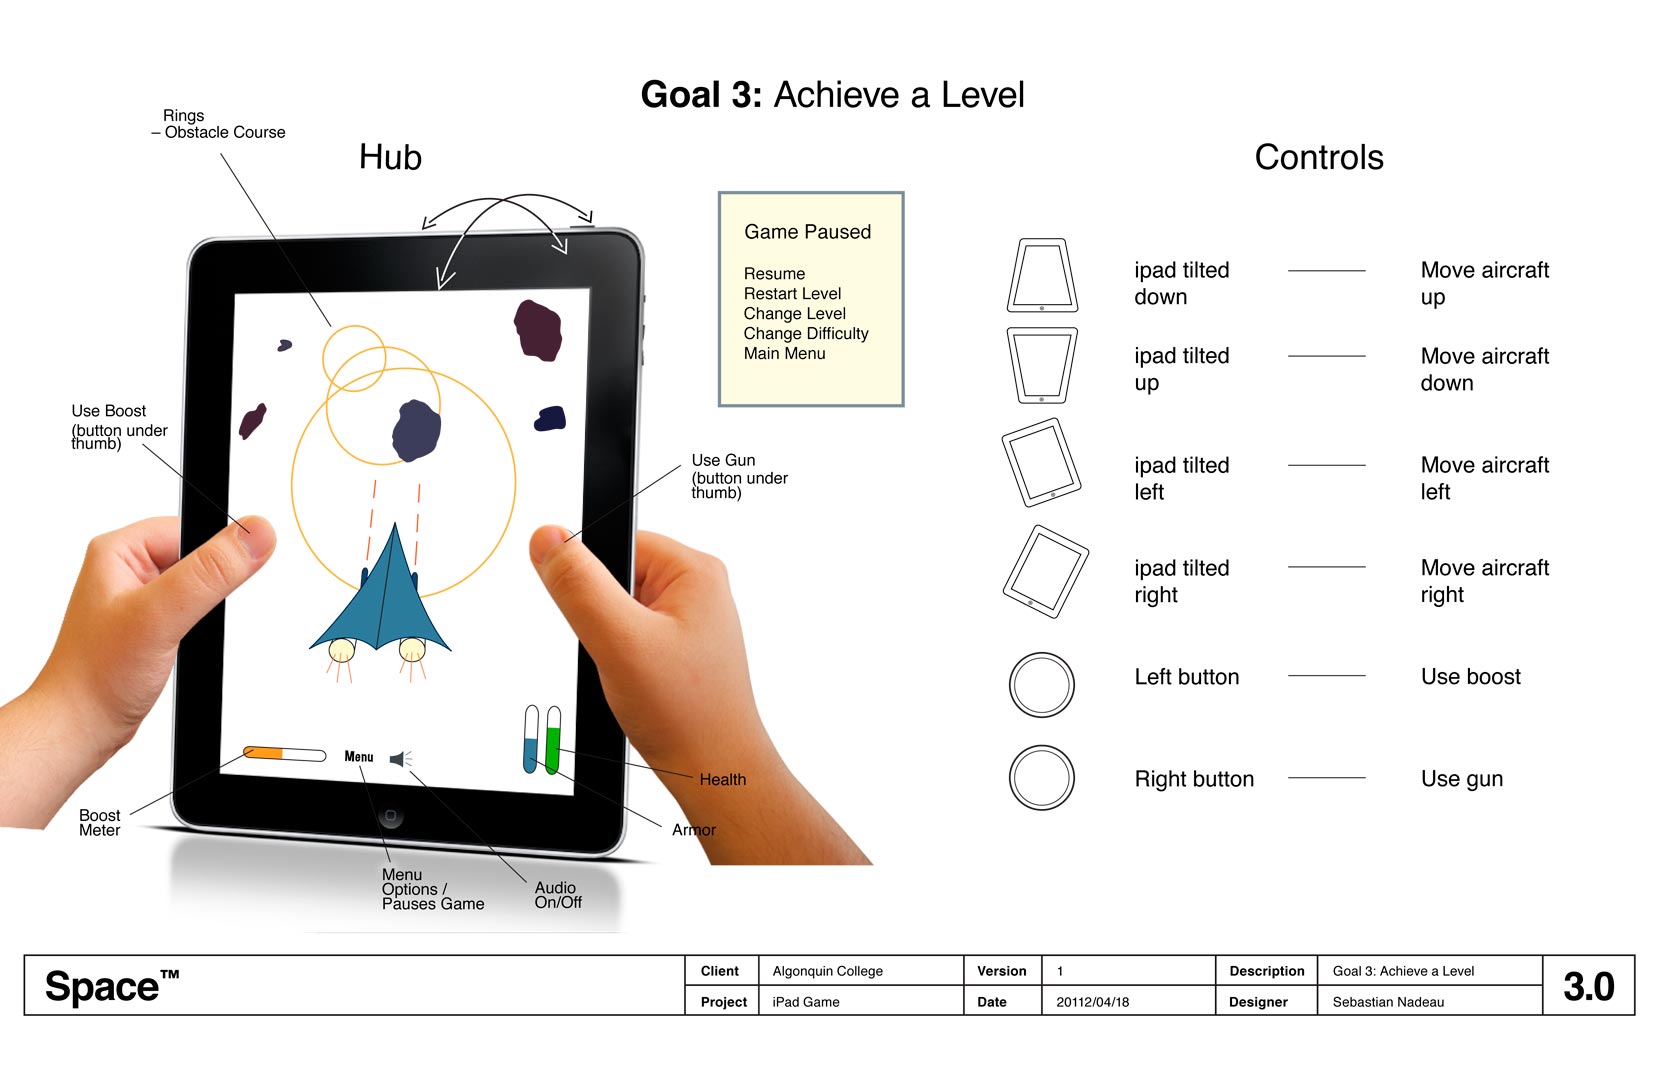 Goal 3: Achieve a Level
Hub
Controls
Rings
– Obstacle Course
Use Boost
(button under
thumb)
Use Gun
(button under
thumb)
Menu
Boost
Meter
Menu
Options /
Pauses Game
Audio
On/Off
Health
Armor
Game Paused
Resume
Restart Level
Change Level
Change Difficulty
Main Menu
ipad tilted
down
Move aircraft
up
ipad tilted
up
Move aircraft
down
ipad tilted
left
Move aircraft
left
ipad tilted
right
Move aircraft
right
Left button
Use boost
Right button
Use gun
Space™
Client Algonquin College Version 1 Description Goal 3: Achieve a Level
Project iPad Game Date 20112/04/18 Designer Sebastian Nadeau
3.0